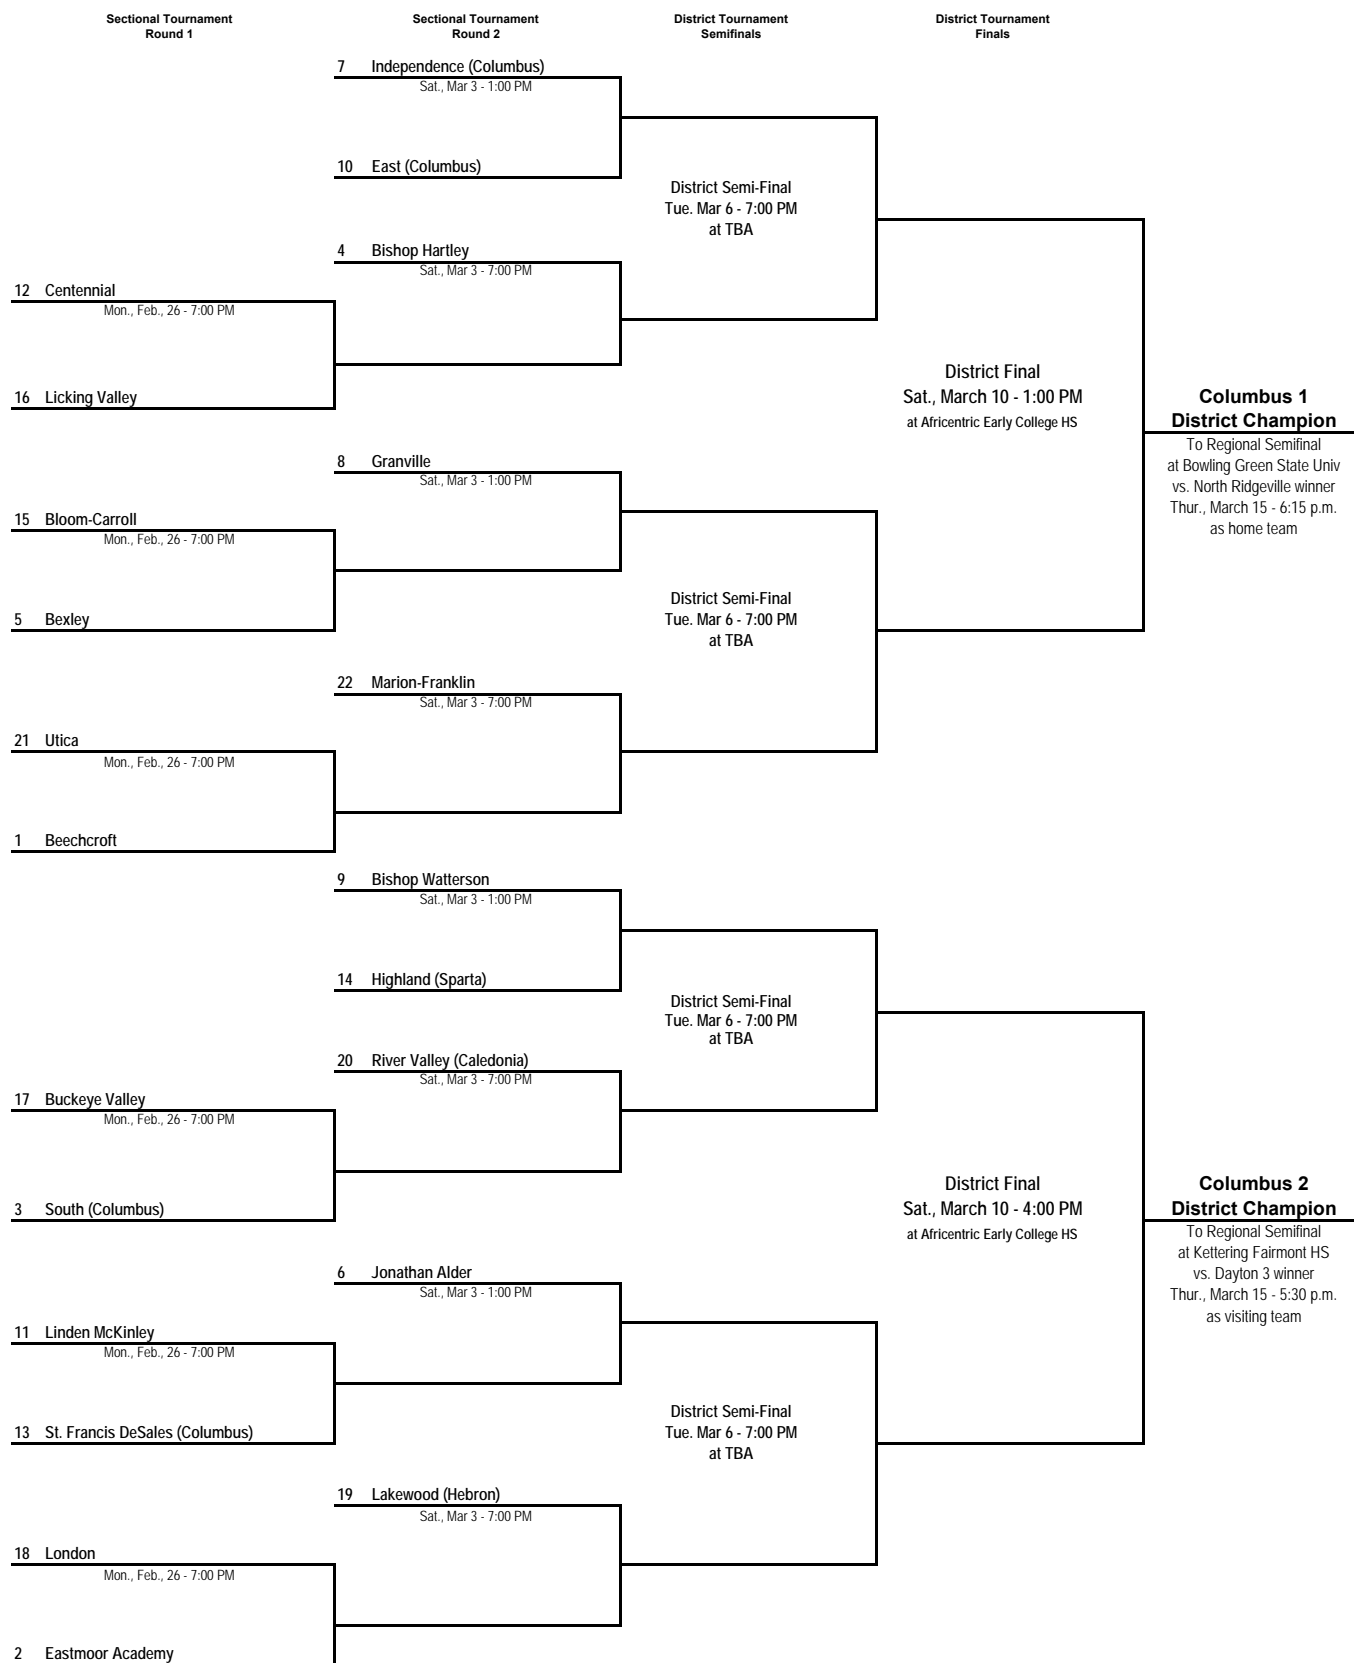 Sectional Tournament
Round 1
Sectional Tournament
Round 2
District Tournament
Semifinals
District Tournament
Finals
7 Independence (Columbus)
Sat., Mar 3 - 1:00 PM
10 East (Columbus)
District Semi-Final
Tue. Mar 6 - 7:00 PM
at TBA
4 Bishop Hartley
Sat., Mar 3 - 7:00 PM
12 Centennial
Mon., Feb., 26 - 7:00 PM
16 Licking Valley
District Final
Sat., March 10 - 1:00 PM
at Africentric Early College HS
Columbus 1
District Champion
To Regional Semifinal
at Bowling Green State Univ
vs. North Ridgeville winner
Thur., March 15 - 6:15 p.m.
as home team
8 Granville
Sat., Mar 3 - 1:00 PM
15 Bloom-Carroll
Mon., Feb., 26 - 7:00 PM
5 Bexley
District Semi-Final
Tue. Mar 6 - 7:00 PM
at TBA
22 Marion-Franklin
Sat., Mar 3 - 7:00 PM
21 Utica
Mon., Feb., 26 - 7:00 PM
1 Beechcroft
9 Bishop Watterson
Sat., Mar 3 - 1:00 PM
14 Highland (Sparta)
District Semi-Final
Tue. Mar 6 - 7:00 PM
at TBA
20 River Valley (Caledonia)
Sat., Mar 3 - 7:00 PM
17 Buckeye Valley
Mon., Feb., 26 - 7:00 PM
3 South (Columbus)
District Final
Sat., March 10 - 4:00 PM
at Africentric Early College HS
Columbus 2
District Champion
To Regional Semifinal
at Kettering Fairmont HS
vs. Dayton 3 winner
Thur., March 15 - 5:30 p.m.
as visiting team
6 Jonathan Alder
Sat., Mar 3 - 1:00 PM
11 Linden McKinley
Mon., Feb., 26 - 7:00 PM
13 St. Francis DeSales (Columbus)
District Semi-Final
Tue. Mar 6 - 7:00 PM
at TBA
19 Lakewood (Hebron)
Sat., Mar 3 - 7:00 PM
18 London
Mon., Feb., 26 - 7:00 PM
2 Eastmoor Academy